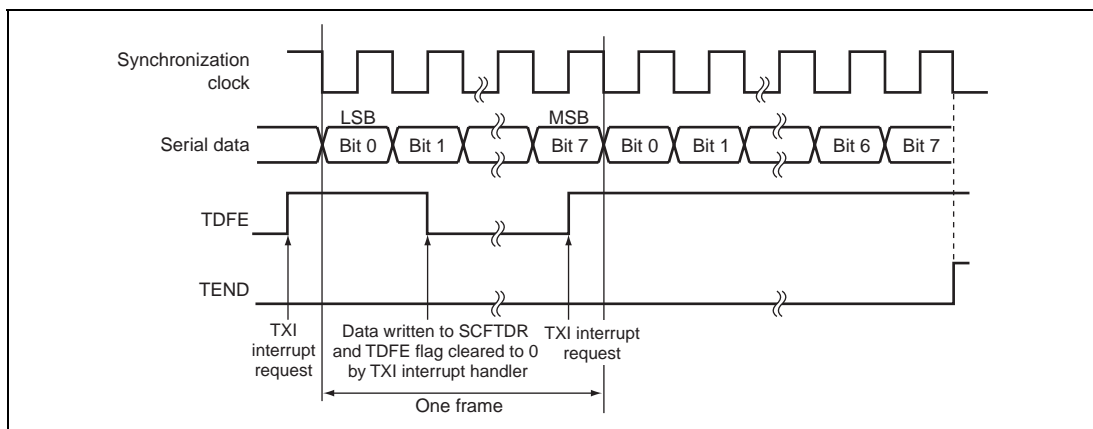 Synchronization
clock
LSB
MSB
Serial data
Bit 0
Bit 1
Bit 7
Bit 0
Bit 1
Bit 6
Bit 7
TDFE
TEND
TXI
interrupt
request
Data written to SCFTDR
and TDFE flag cleared to 0
by TXI interrupt handler
TXI interrupt
request
One frame